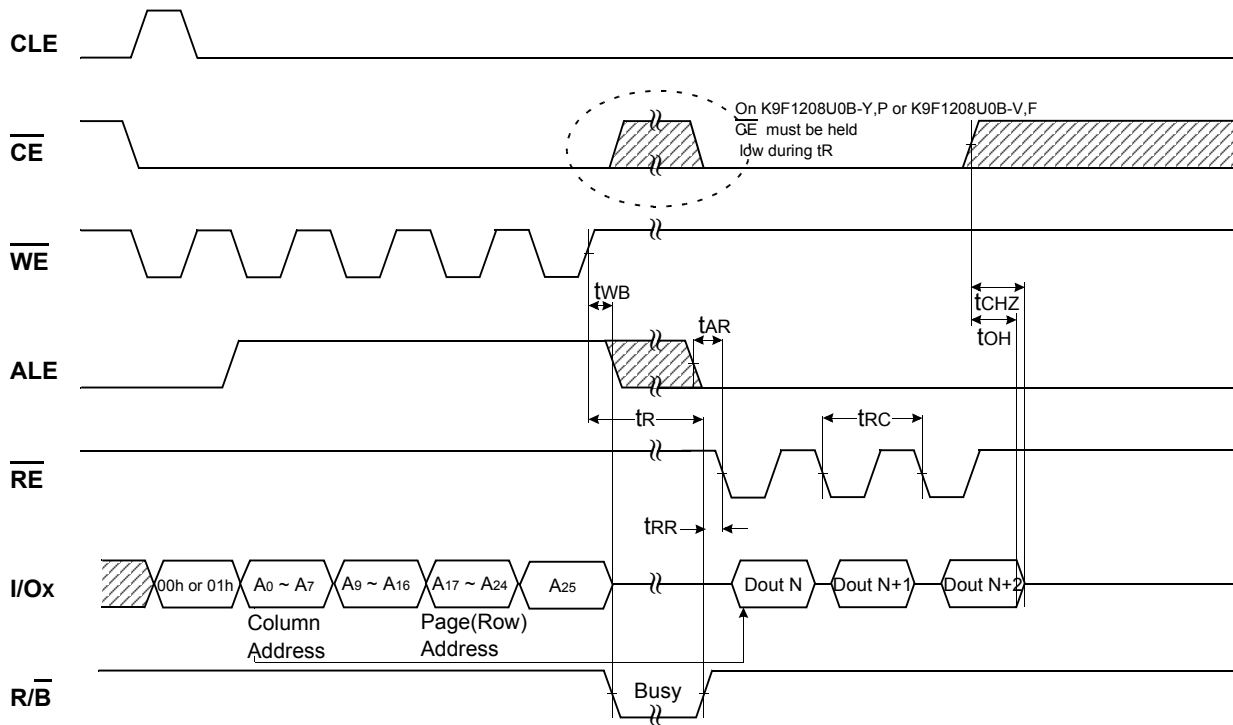 CLE
On K9F1208U0B-Y,P or K9F1208U0B-V,F
CE must be held
low during tR
CE
WE
tWB
tCHZ
tAR
tOH
ALE
tR
tRC
RE
tRR
I/Ox
00h or 01h
A0 ~ A7
A9 ~ A16
A17 ~ A24
A25
Dout N
Dout N+1
Dout N+2
Column
Address
Page(Row)
Address
R/B
Busy